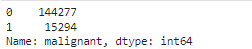 0    144277
1     15294
Name: malignant, dtype: int64